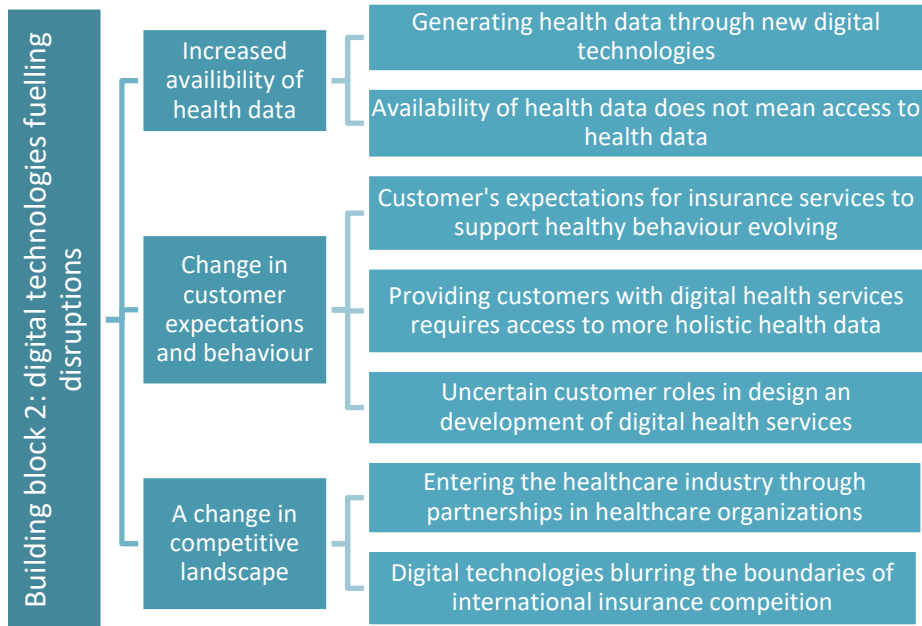 Building block 2: digital technologies fuelling
disruptions
Increased
availibility of
health data
Generating health data through new digital
technologies
Availability of health data does not mean access to
health data
Change in
customer
expectations
and behaviour
Customer's expectations for insurance services to
support healthy behaviour evolving
Providing customers with digital health services
requires access to more holistic health data
Uncertain customer roles in design an
development of digital health services
A change in
competitive
landscape
Entering the healthcare industry through
partnerships in healthcare organizations
Digital technologies blurring the boundaries of
international insurance compeition